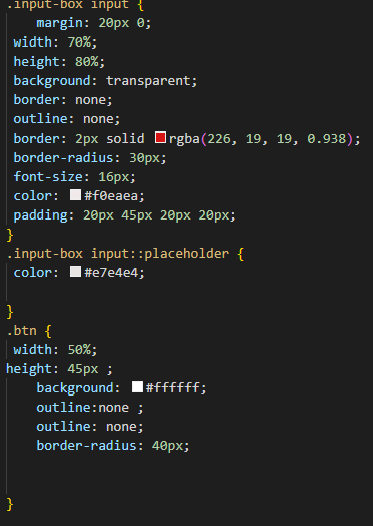 .input-box input {
margin: 20px 0;
width: 70%;
height: 80%;
background: transparent;
border: none;
outline: none;
border: 2px solid rgba(226, 19, 19, 0.938);
border-radius: 30px;
font-size: 16px;
color: #f0eaea;
padding: 20px 45px 20px 20px;
}
.input-box input::placeholder {
color: #e7e4e4;
}
.btn {
width: 50%;
height: 45px ;
background: #ffffff;
outline:none ;
outline: none;
border-radius: 40px;
}